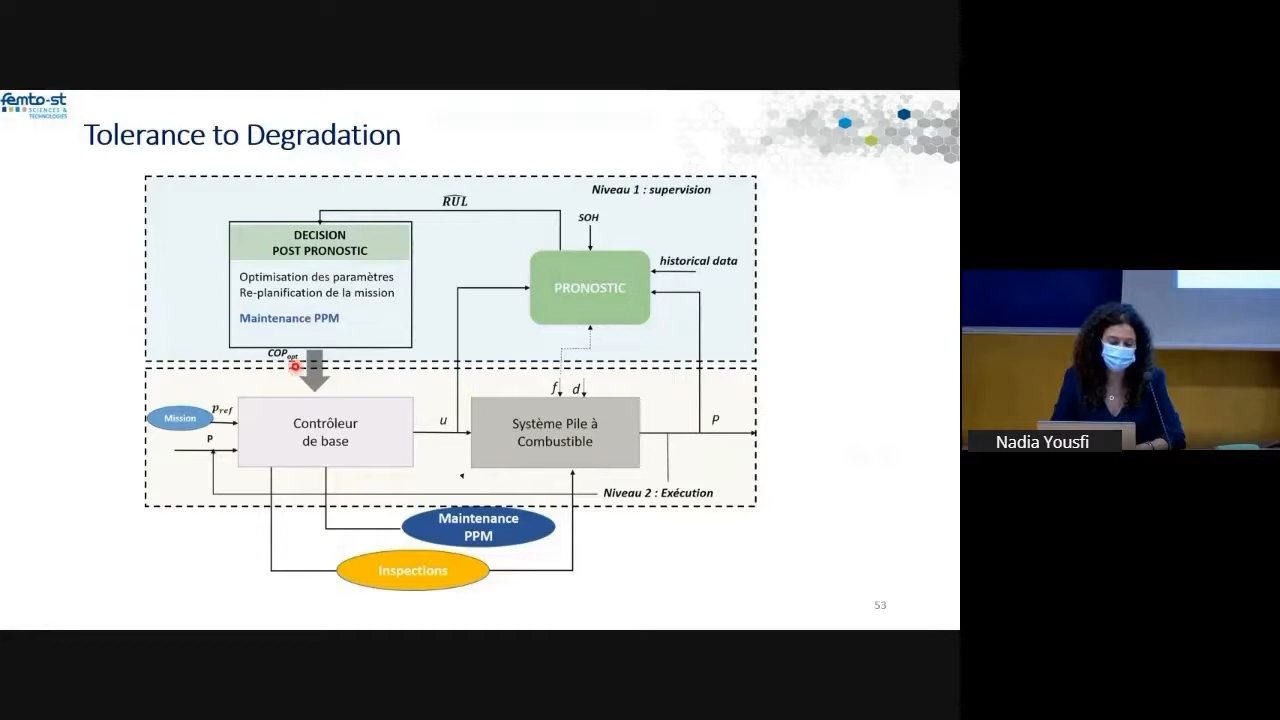 femto-st
SCIENCES &
TECHNOLOGIES
Tolerance to Degradation
Niveau 1 : supervision
RUL
SOH
DECISION
POST PRONOSTIC
historical data
Optimisation des paramètres
Re-planification de la mission
PRONOSTIC
Maintenance PPM
COPopt
f d
Mission
pref
P
Contrôleur
de base
u
Système Pile à
Combustible
P
Niveau 2 : Exécution
Maintenance
PPM
Inspections
53
Nadia Yousfi